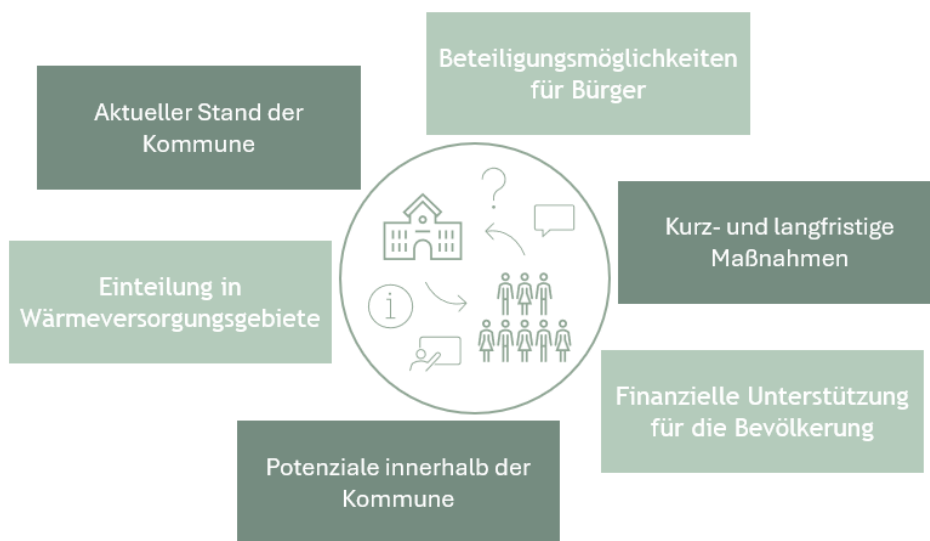 Beteiligungsmöglichkeiten
für Bürger
Aktueller Stand der
Kommune
?
Kurz- und langfristige
Maßnahmen
Einteilung in
Wärmeversorgungsgebiete
i
Finanzielle Unterstützung
für die Bevölkerung
Potenziale innerhalb der
Kommune